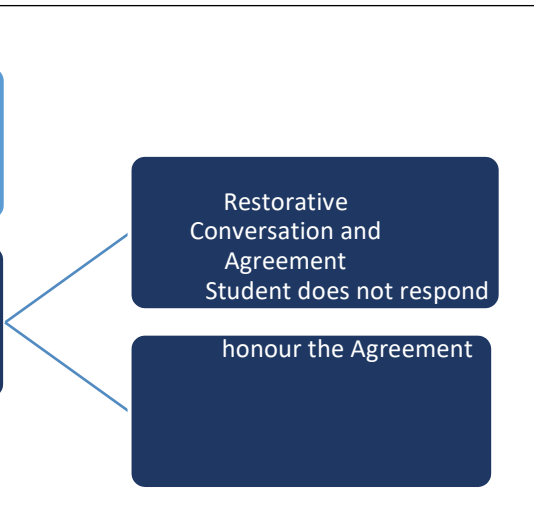 Restorative
Conversation and
Agreement
Student does not respond
honour the Agreement